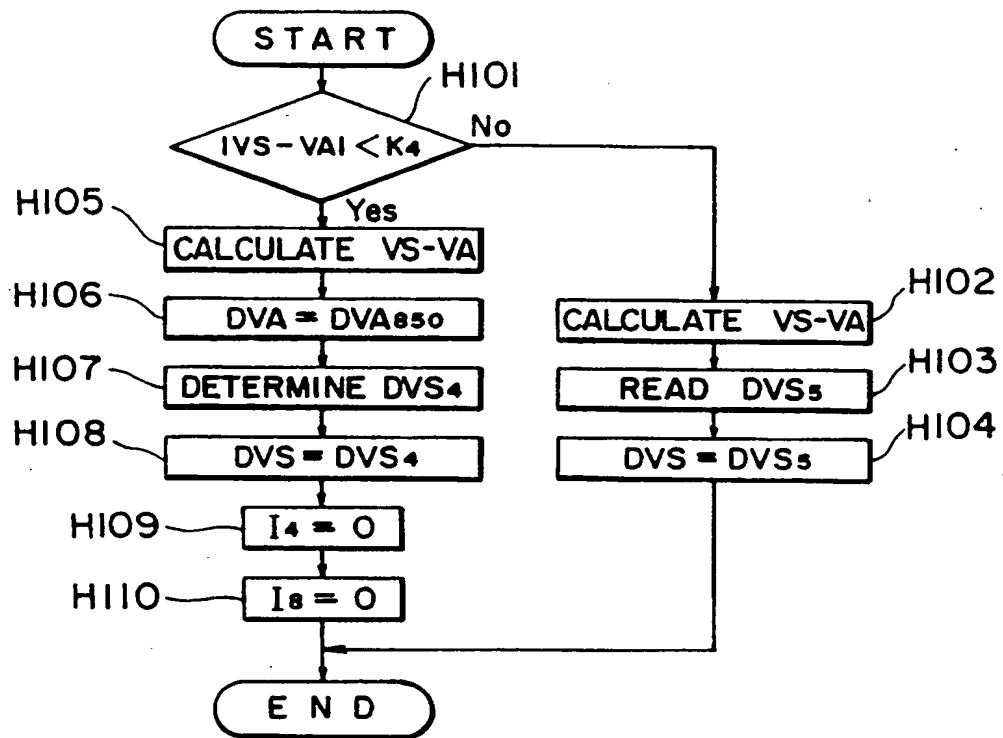 START
H101
|VS-VA|<K4
No
Yes
H105
CALCULATE VS-VA
H106
DVA=DVA850
H107
DETERMINE DVS4
H108
DVS=DVS4
H109
I4=0
H110
I8=0
H102
CALCULATE VS-VA
H103
READ DVS5
H104
DVS=DVS5
END